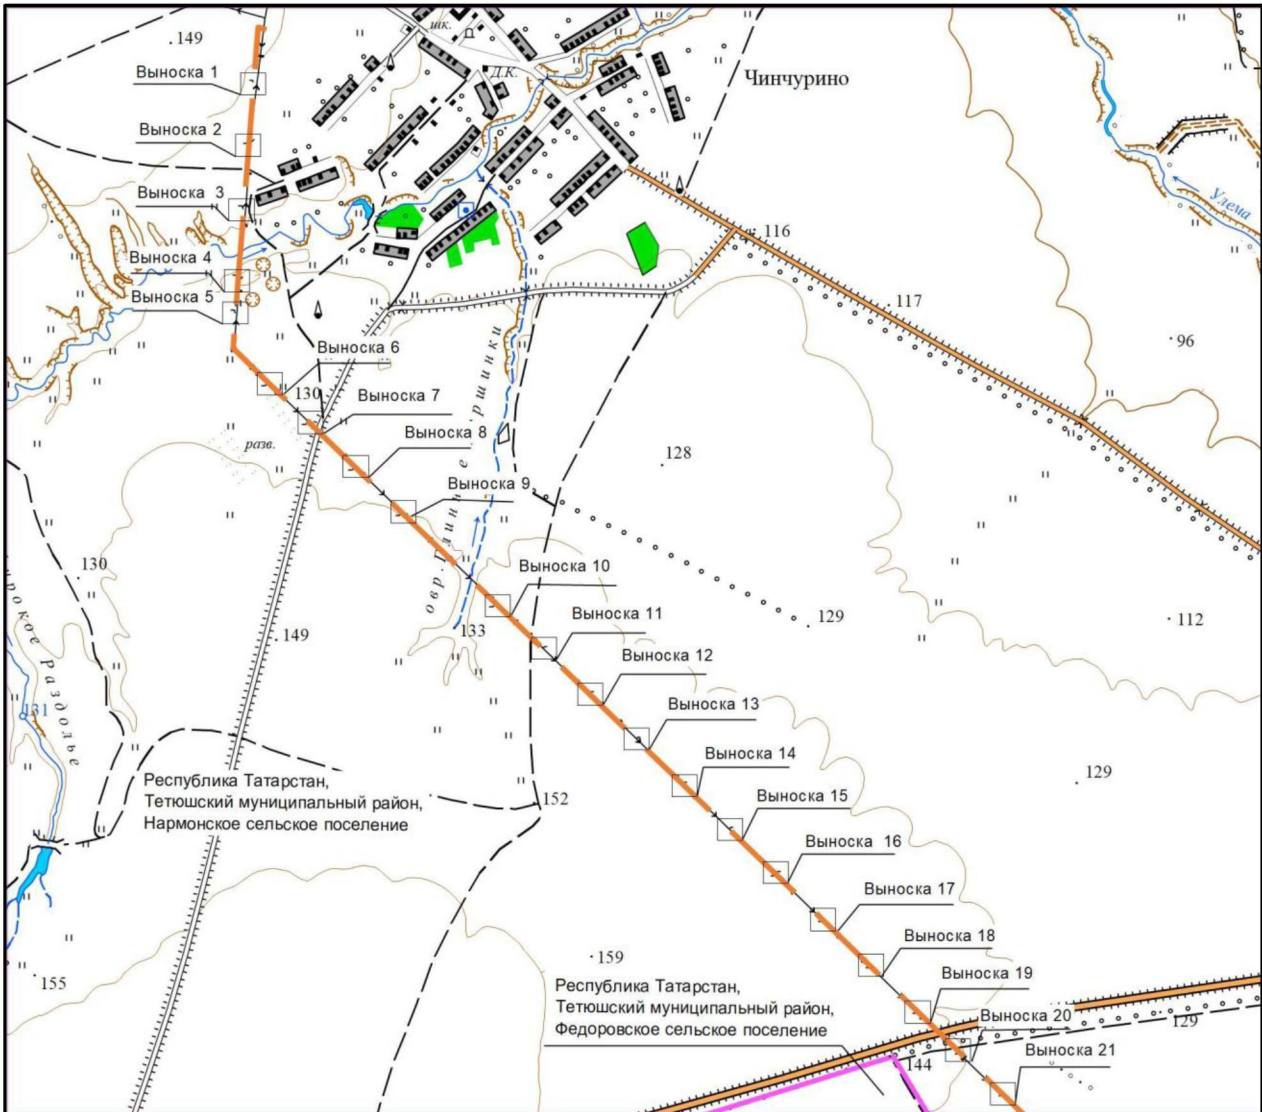 149
шк.
Выноска 1
Д.К.
Чинчурино
Выноска 2
Выноска 3
Улема
116
Выноска 4
Выноска 5
117
96
Выноска 6
130
Выноска 7
разв.
Выноска 8
128
Выноска 9
130
Выноска 10
129
112
133
149
Выноска 11
Выноска 12
131
Раздолье
Выноска 13
Выноска 14
129
Республика Татарстан,
Тетюшский муниципальный район,
Нармонское сельское поселение
152
Выноска 15
Выноска 16
Выноска 17
Выноска 18
159
155
Выноска 19
Республика Татарстан,
Тетюшский муниципальный район,
Федоровское сельское поселение
Выноска 20
129
144
Выноска 21